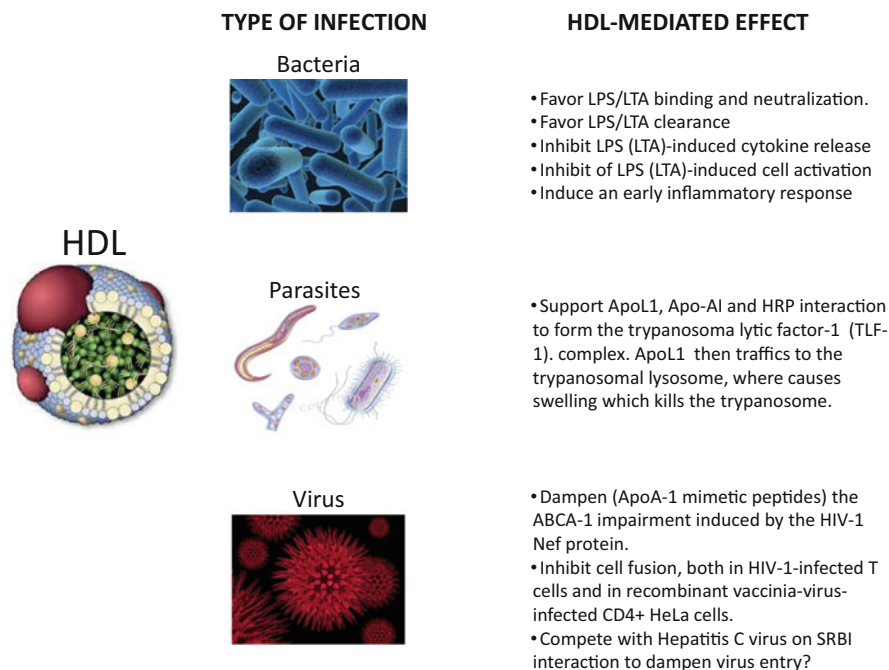 TYPE OF INFECTION
HDL-MEDIATED EFFECT
Bacteria
•Favor LPS/LTA binding and neutralization.
•Favor LPS/LTA clearance
•Inhibit LPS (LTA)-induced cytokine release
•Inhibit of LPS (LTA)-induced cell activation
•Induce an early inflammatory response
HDL
Parasites
•Support ApoL1, Apo-AI and HRP interaction
to form the trypanosoma lytic factor-1 (TLF-
1). complex. ApoL1 then traffics to the
trypanosomal lysosome, where causes
swelling which kills the trypanosome.
Virus
•Dampen (ApoA-1 mimetic peptides) the
ABCA-1 impairment induced by the HIV-1
Nef protein.
•Inhibit cell fusion, both in HIV-1-infected T
cells and in recombinant vaccinia-virus-
infected CD4+ HeLa cells.
•Compete with Hepatitis C virus on SRBI
interaction to dampen virus entry?